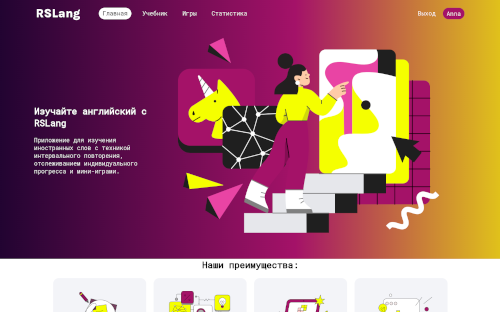 RSLang
Главная
Учебник
Игры
Статистика
Выход
Anna
Изучайте английский с
RSLang
Приложение для изучения
иностранных слов с техникой
интервального повторения,
отслеживанием индивидуального
прогресса и мини-играми.
Наши преимущества: